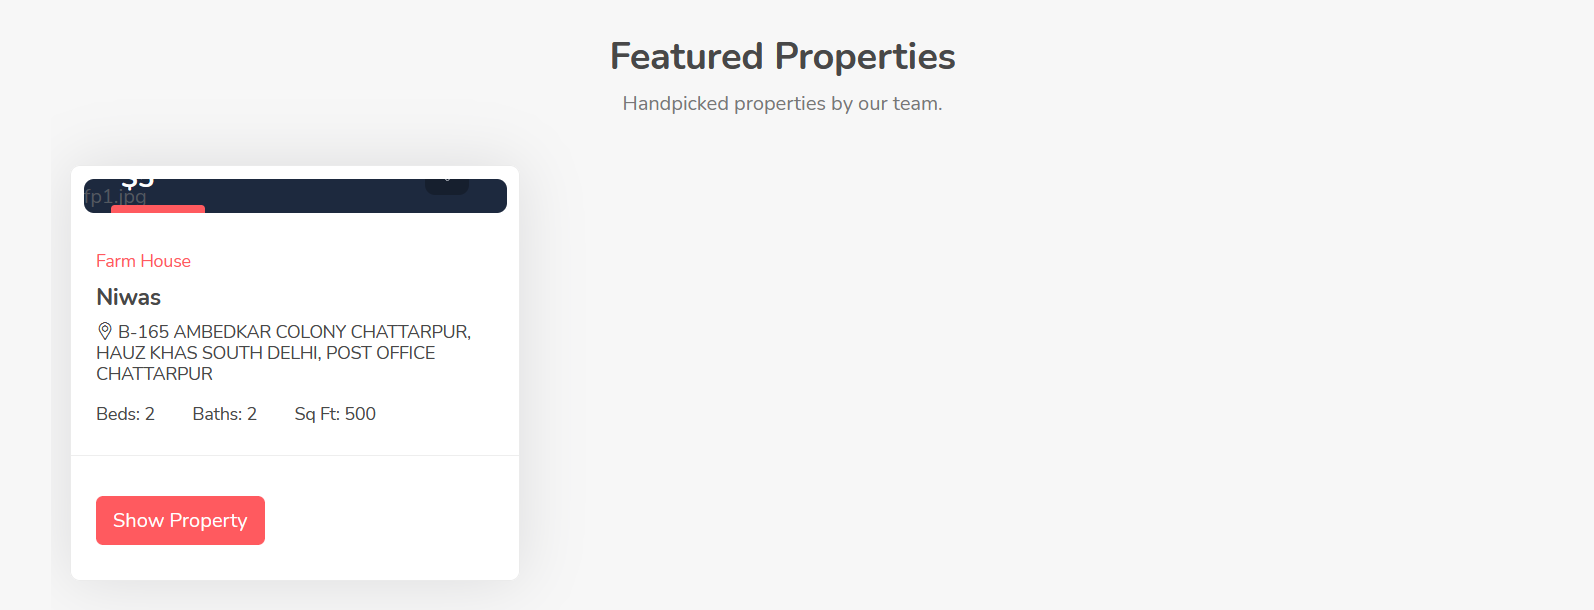 Featured Properties
Handpicked properties by our team.
fp1.jpg
Farm House
Niwas
B-165 AMBEDKAR COLONY CHATTARPUR,
HAUZ KHAS SOUTH DELHI, POST OFFICE
CHATTARPUR
Beds: 2 Baths: 2 Sq Ft: 500
Show Property